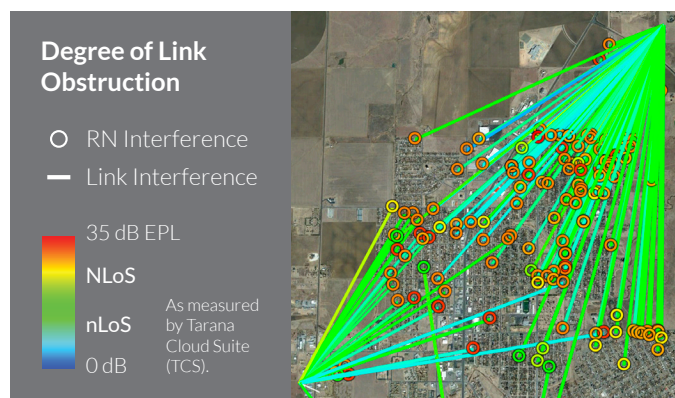 Degree of Link
Obstruction
RN Interference
Link Interference
35 dB EPL
NLoS
nLoS
0 dB
As measured
by Tarana
Cloud Suite
(TCS).